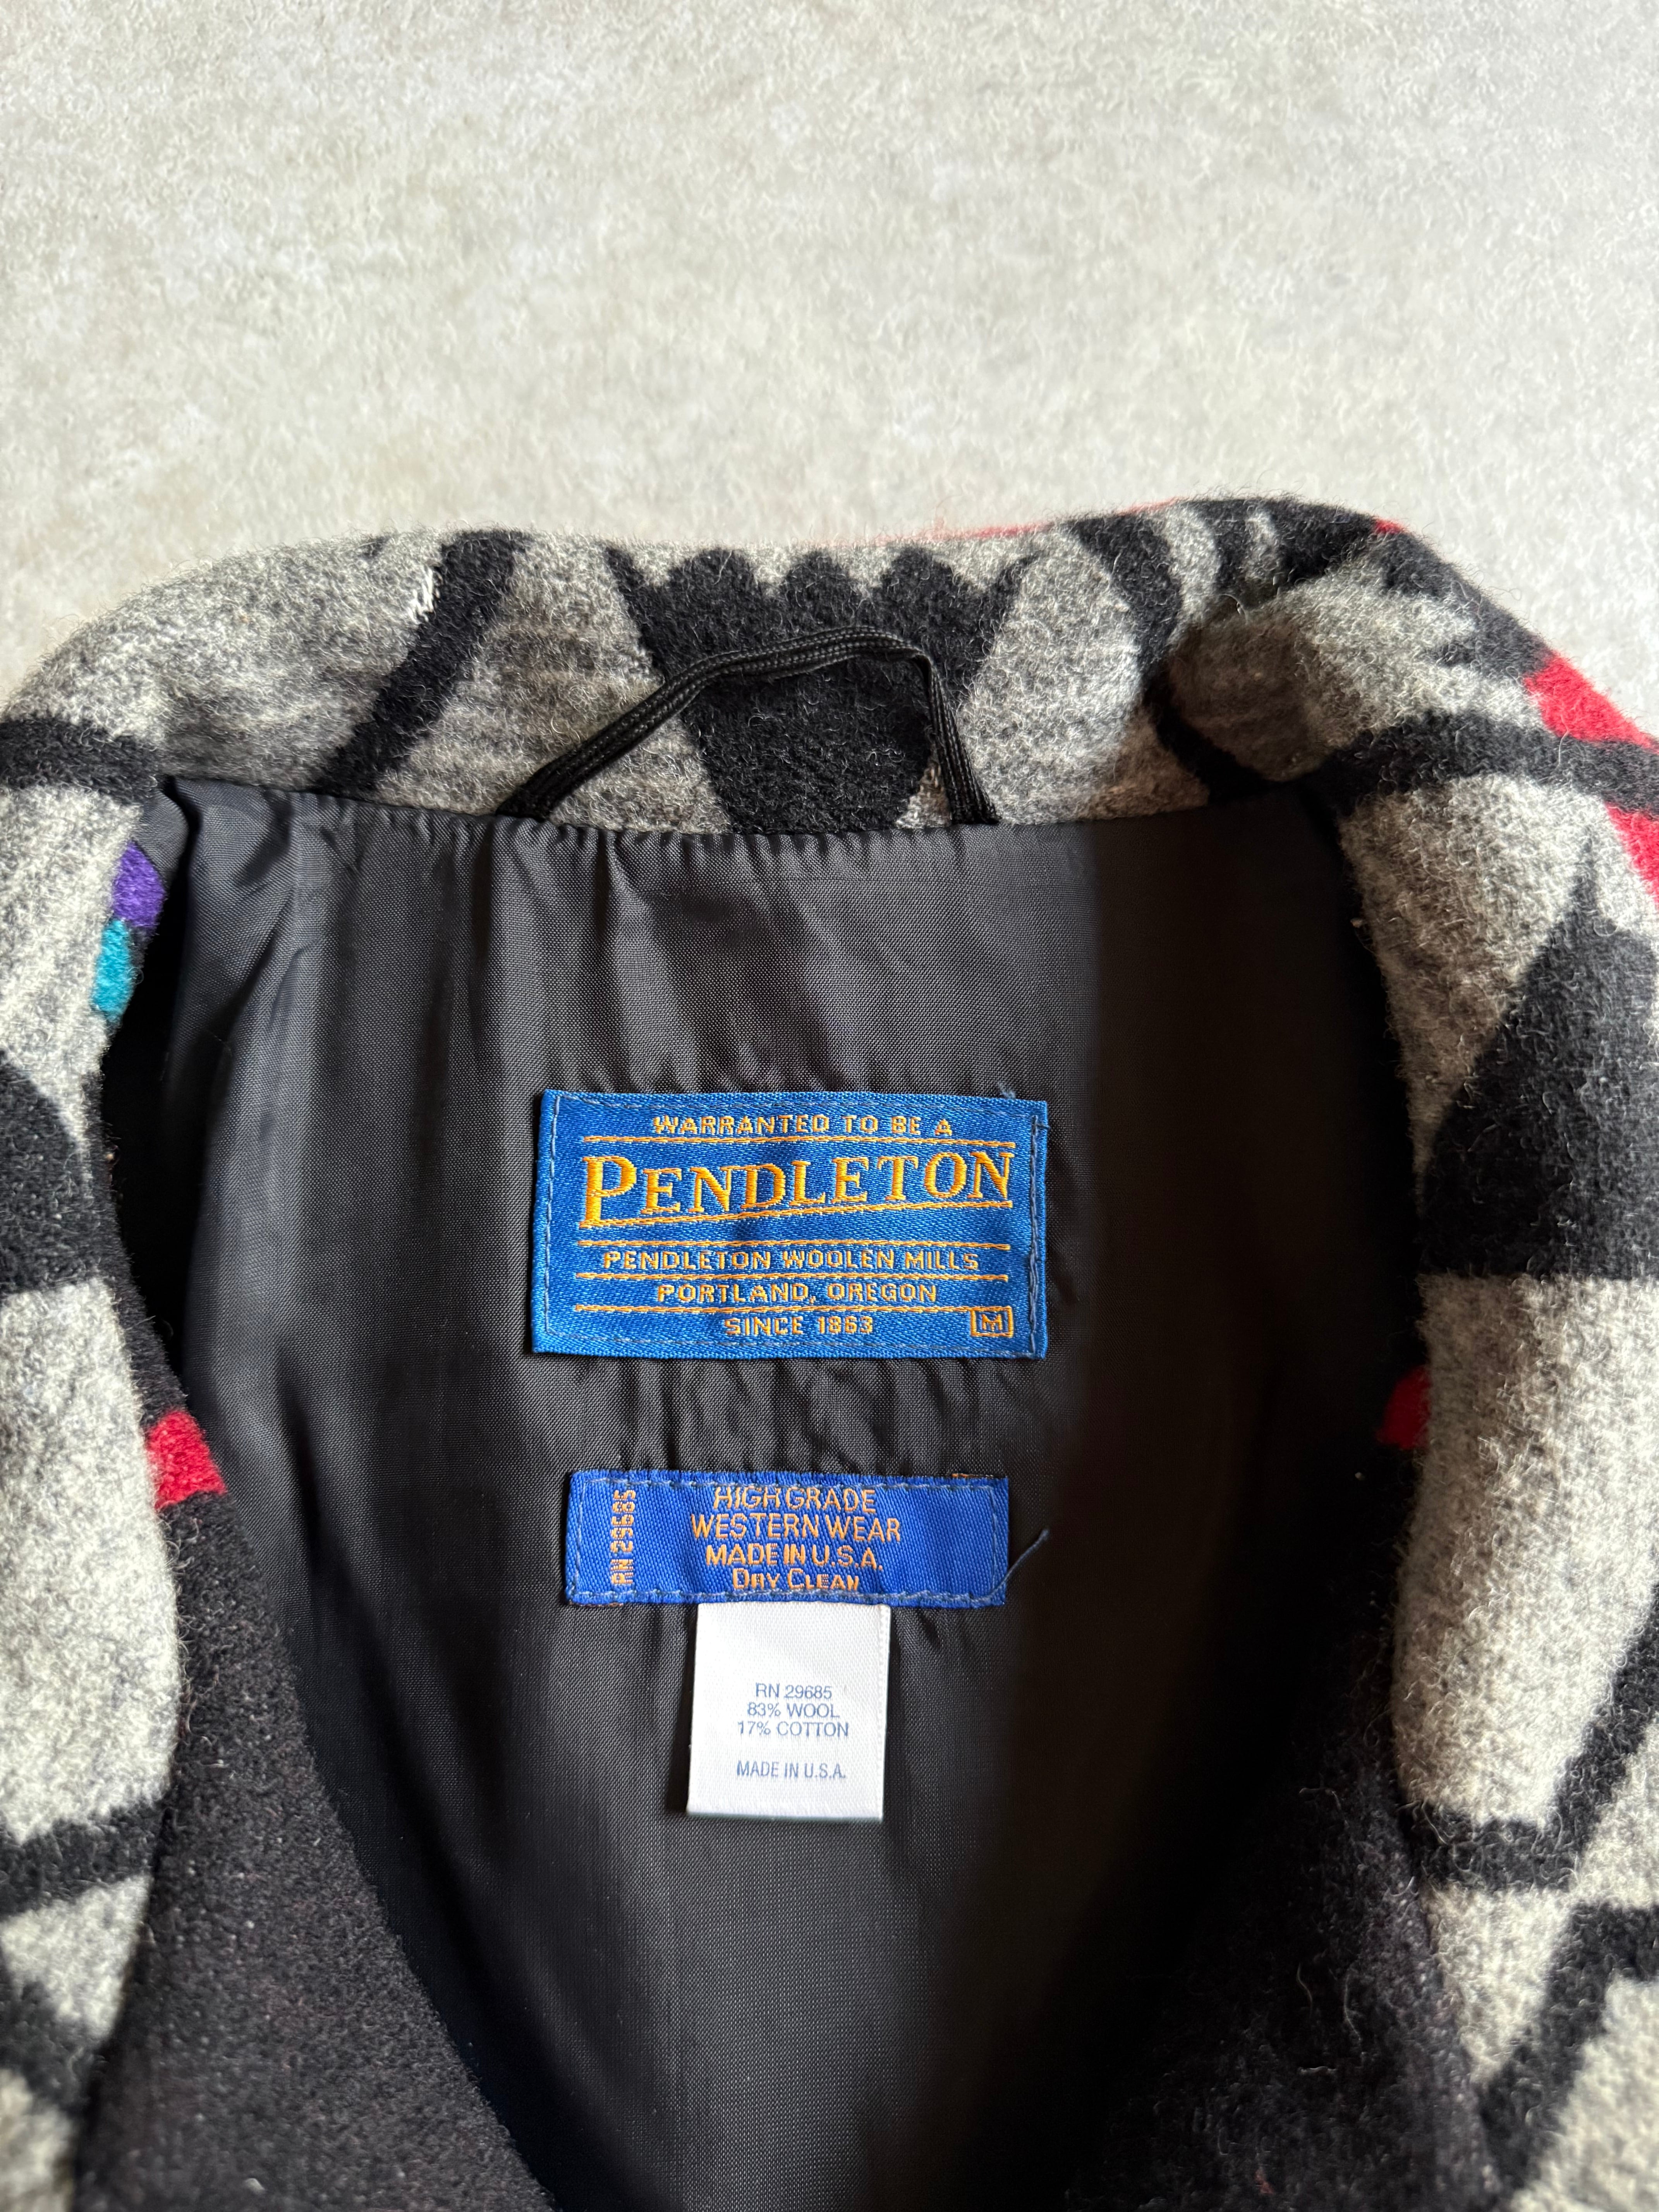 WARRANTED TO BE A
PENDLETON
PENDLETON WOOLEN MILLS
PORTLAND, OREGON
SINCE 1863
M
RN 29685
HIGH GRADE
WESTERN WEAR
MADE IN U.S.A.
DRY CLEAN
RN 29685
83% WOOL
17% COTTON
MADE IN U.S.A.